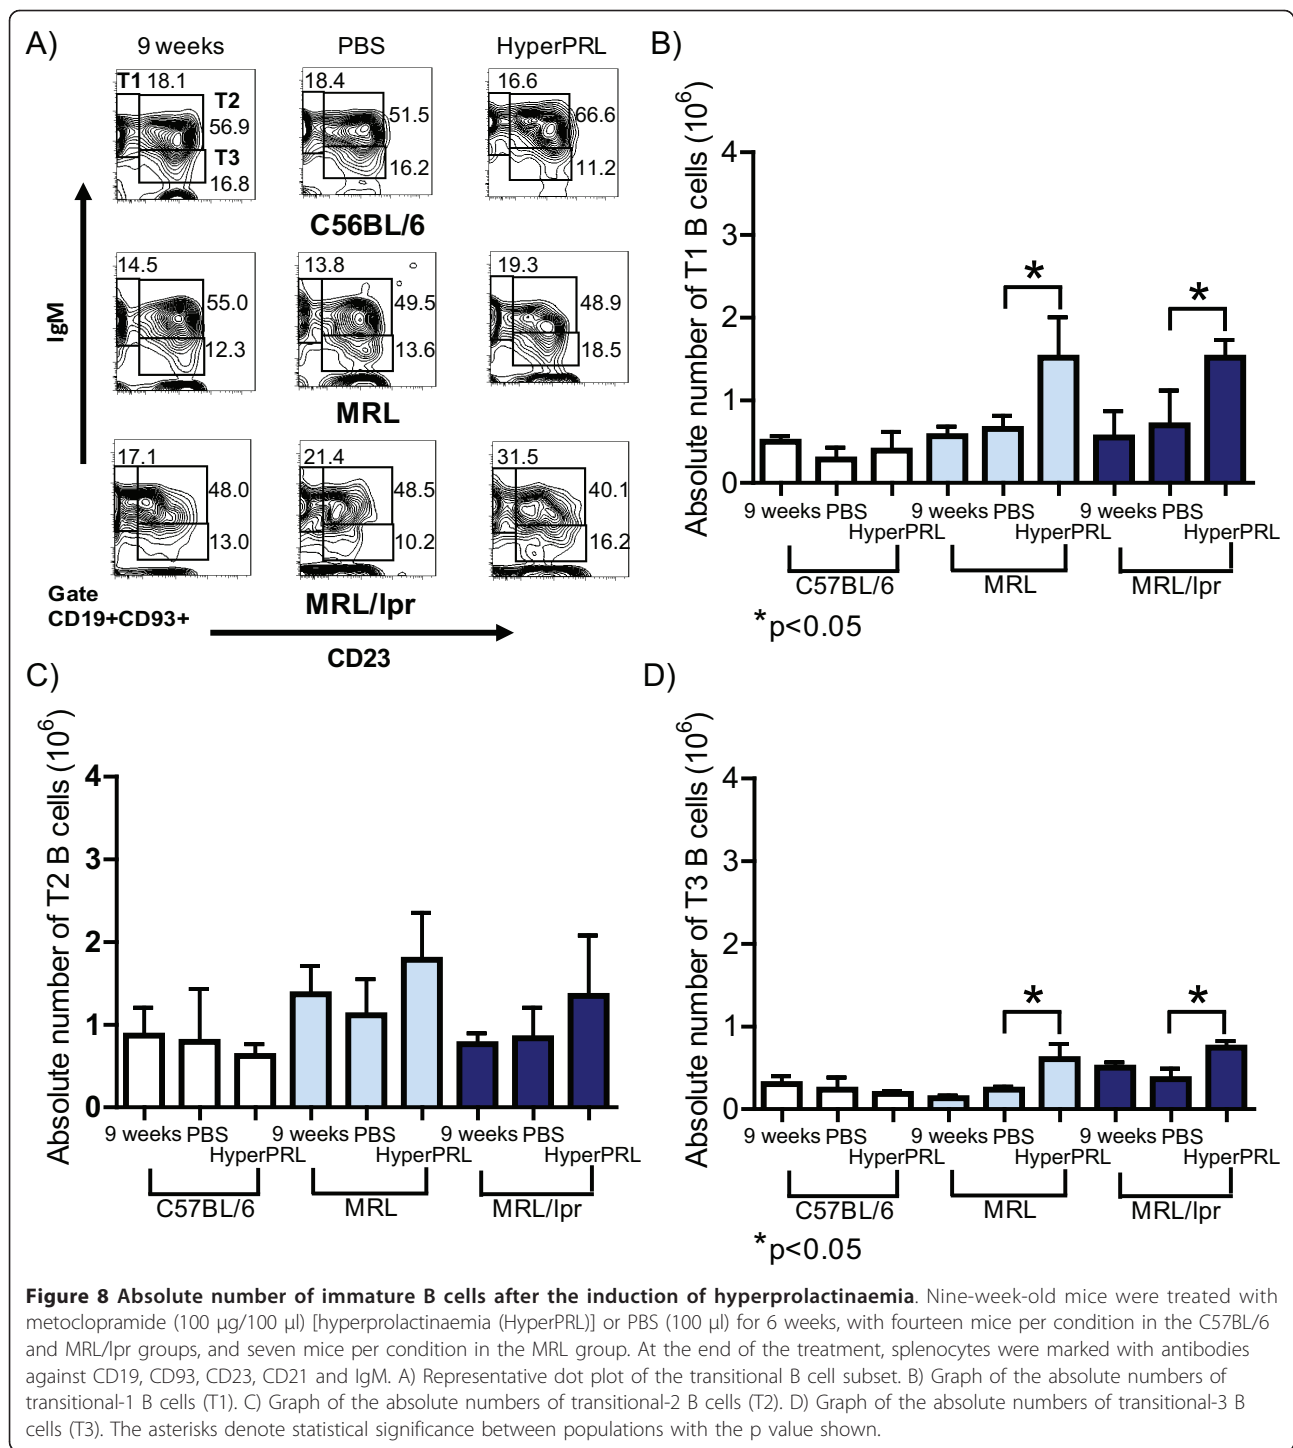 A)
9 weeks PBS HyperPRL
T1 18.1
T2
56.9
T3
16.8
18.4
51.5
16.2
16.6
66.6
11.2
C56BL/6
14.5
55.0
12.3
13.8
49.5
13.6
19.3
48.9
18.5
MRL
17.1
48.0
13.0
21.4
48.5
10.2
31.5
40.1
16.2
MRL/lpr
IgM
Gate
CD19+CD93+
CD23
B)
Absolute number of T1 B cells (10⁶)
4
3
2
1
0
* *
9 weeks PBS 9 weeks PBS 9 weeks PBS
HyperPRL HyperPRL HyperPRL
C57BL/6 MRL MRL/lpr
*p<0.05
C)
Absolute number of T2 B cells (10⁶)
4
3
2
1
0
9 weeks PBS 9 weeks PBS 9 weeks PBS
HyperPRL HyperPRL HyperPRL
C57BL/6 MRL MRL/lpr
D)
Absolute number of T3 B cells (10⁶)
4
3
2
1
0
* *
9 weeks PBS 9 weeks PBS 9 weeks PBS
HyperPRL HyperPRL HyperPRL
C57BL/6 MRL MRL/lpr
*p<0.05
Figure 8 Absolute number of immature B cells after the induction of hyperprolactinaemia. Nine-week-old mice were treated with
metoclopramide (100 μg/100 μl) [hyperprolactinaemia (HyperPRL)] or PBS (100 μl) for 6 weeks, with fourteen mice per condition in the C57BL/6
and MRL/lpr groups, and seven mice per condition in the MRL group. At the end of the treatment, splenocytes were marked with antibodies
against CD19, CD93, CD23, CD21 and IgM. A) Representative dot plot of the transitional B cell subset. B) Graph of the absolute numbers of
transitional-1 B cells (T1). C) Graph of the absolute numbers of transitional-2 B cells (T2). D) Graph of the absolute numbers of transitional-3 B
cells (T3). The asterisks denote statistical significance between populations with the p value shown.